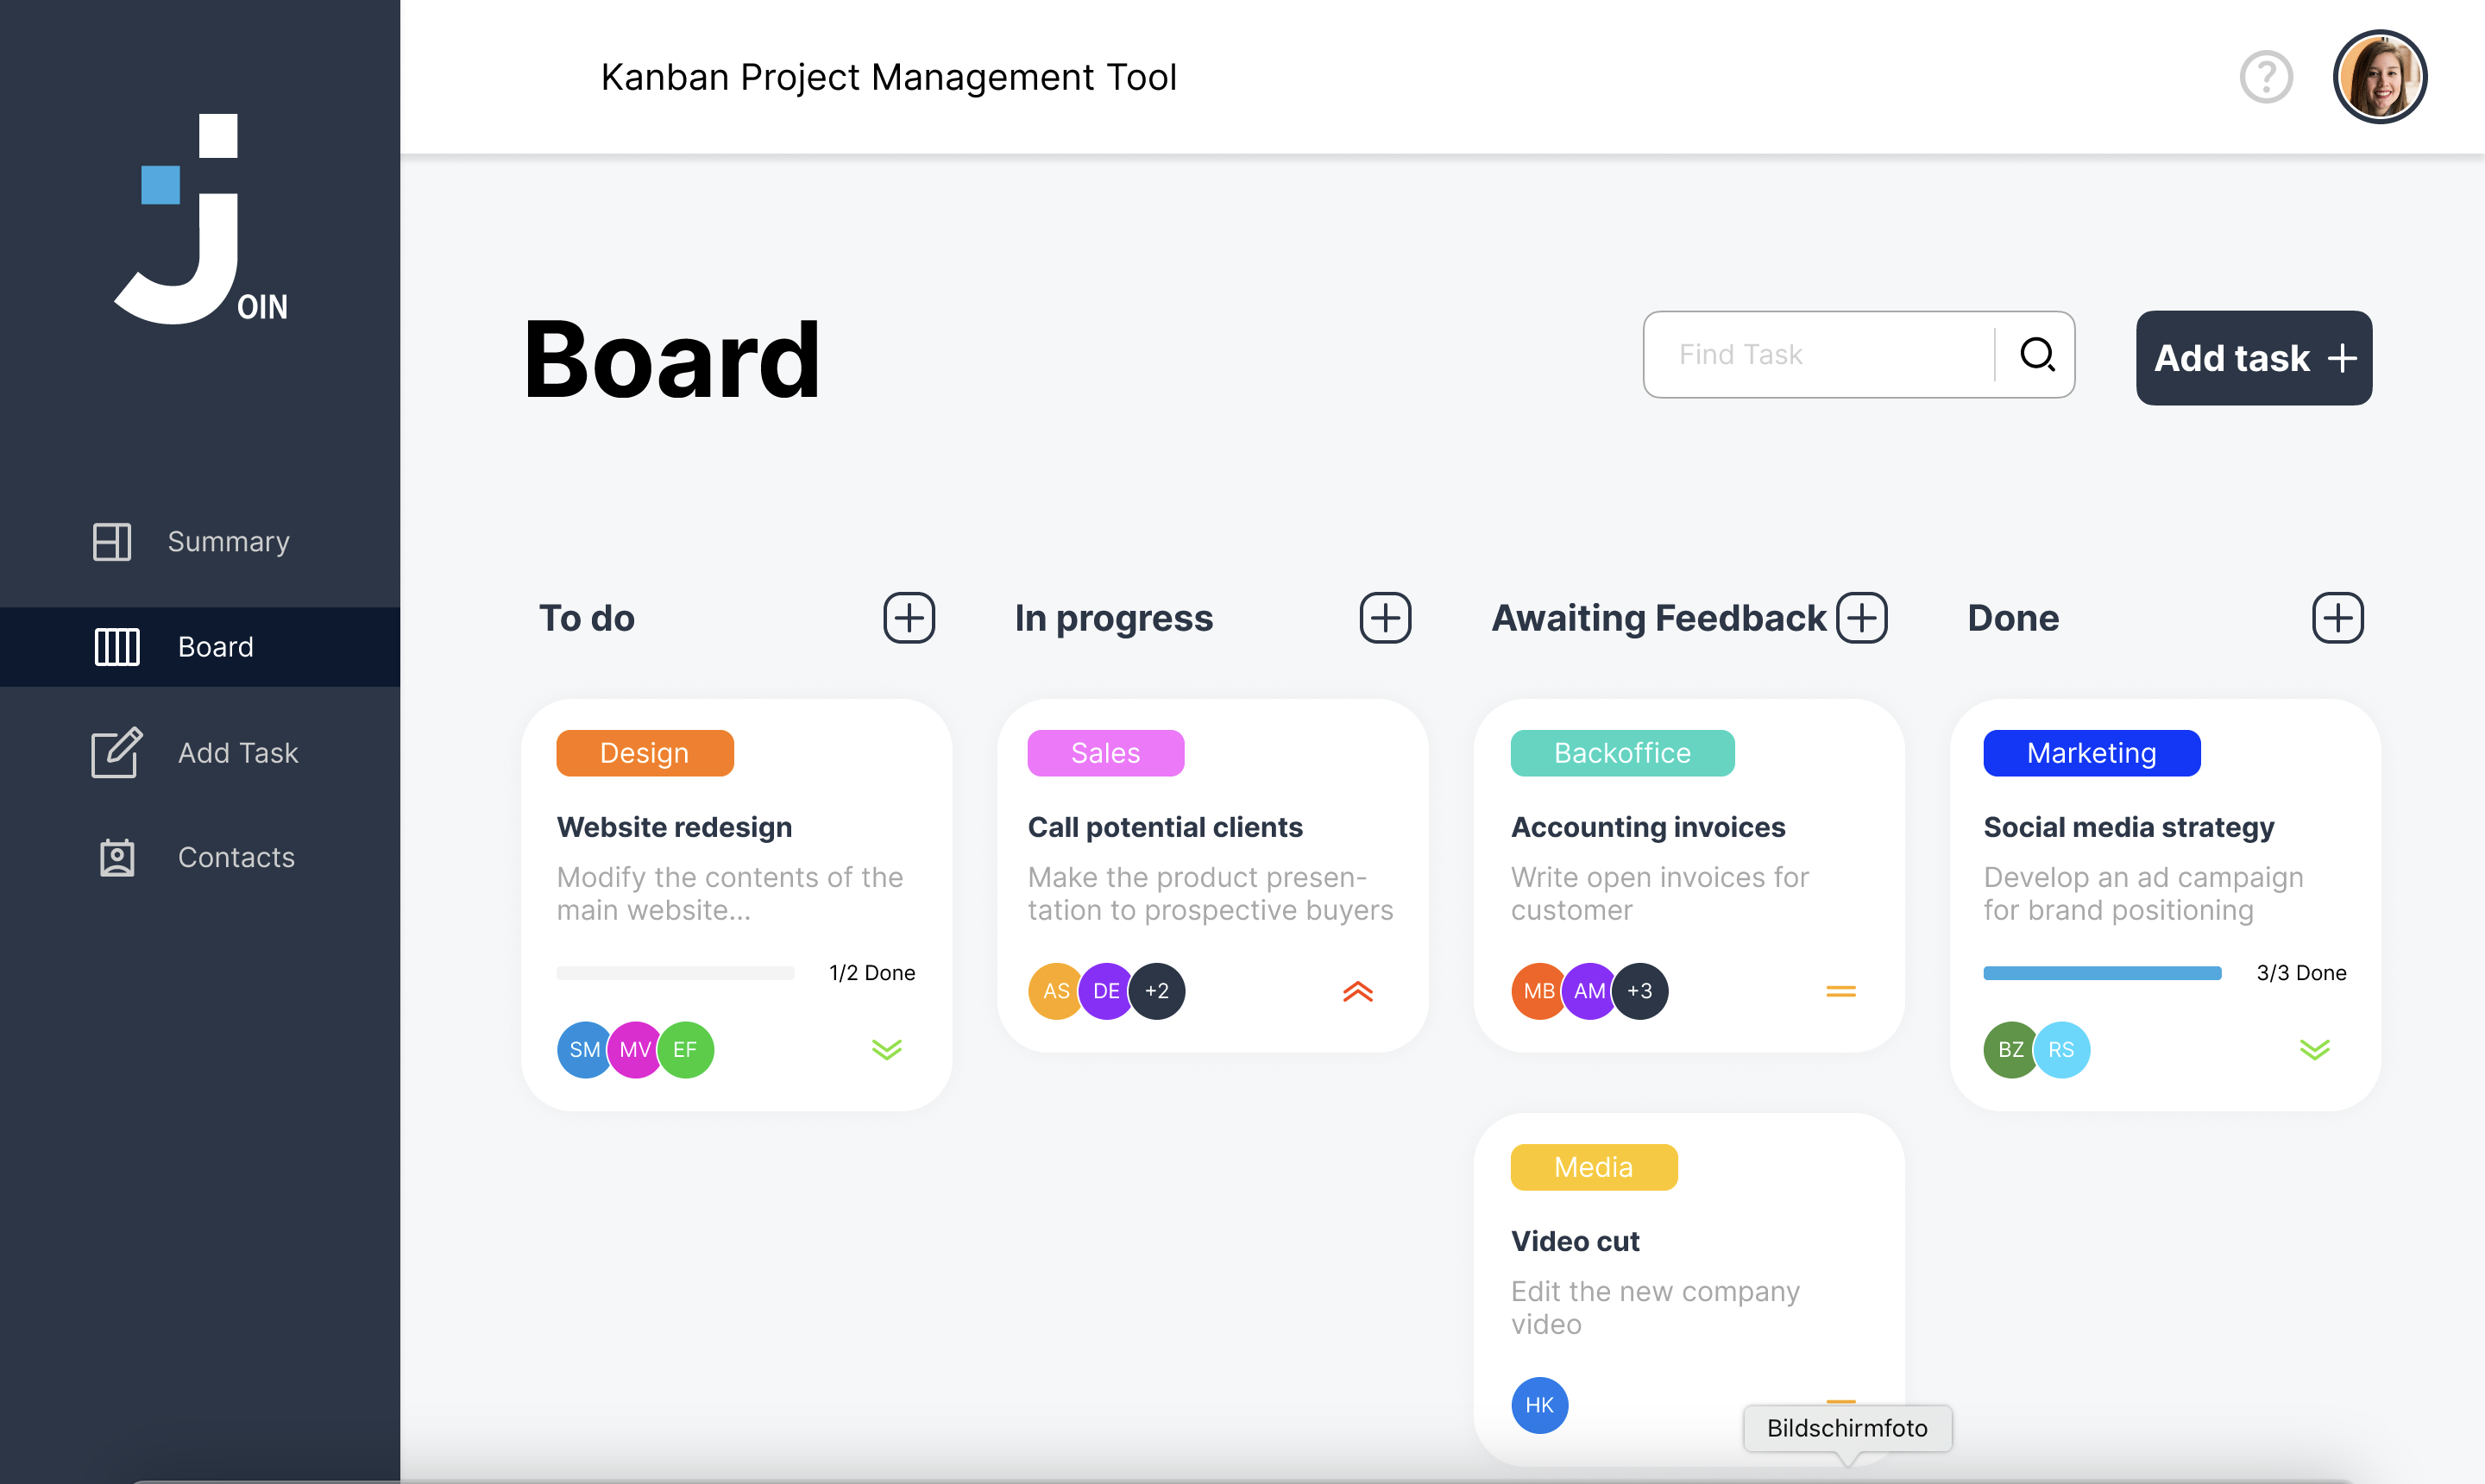 Kanban Project Management Tool
JOIN
Summary
Board
Add Task
Contacts
Board
Find Task
Add task +
To do
Design
Website redesign
Modify the contents of the
main website...
1/2 Done
SM MV EF
In progress
Sales
Call potential clients
Make the product presen-
tation to prospective buyers
AS DE +2
Awaiting Feedback
Backoffice
Accounting invoices
Write open invoices for
customer
MB AM +3
Media
Video cut
Edit the new company
video
HK
Done
Marketing
Social media strategy
Develop an ad campaign
for brand positioning
3/3 Done
BZ RS
Bildschirmfoto